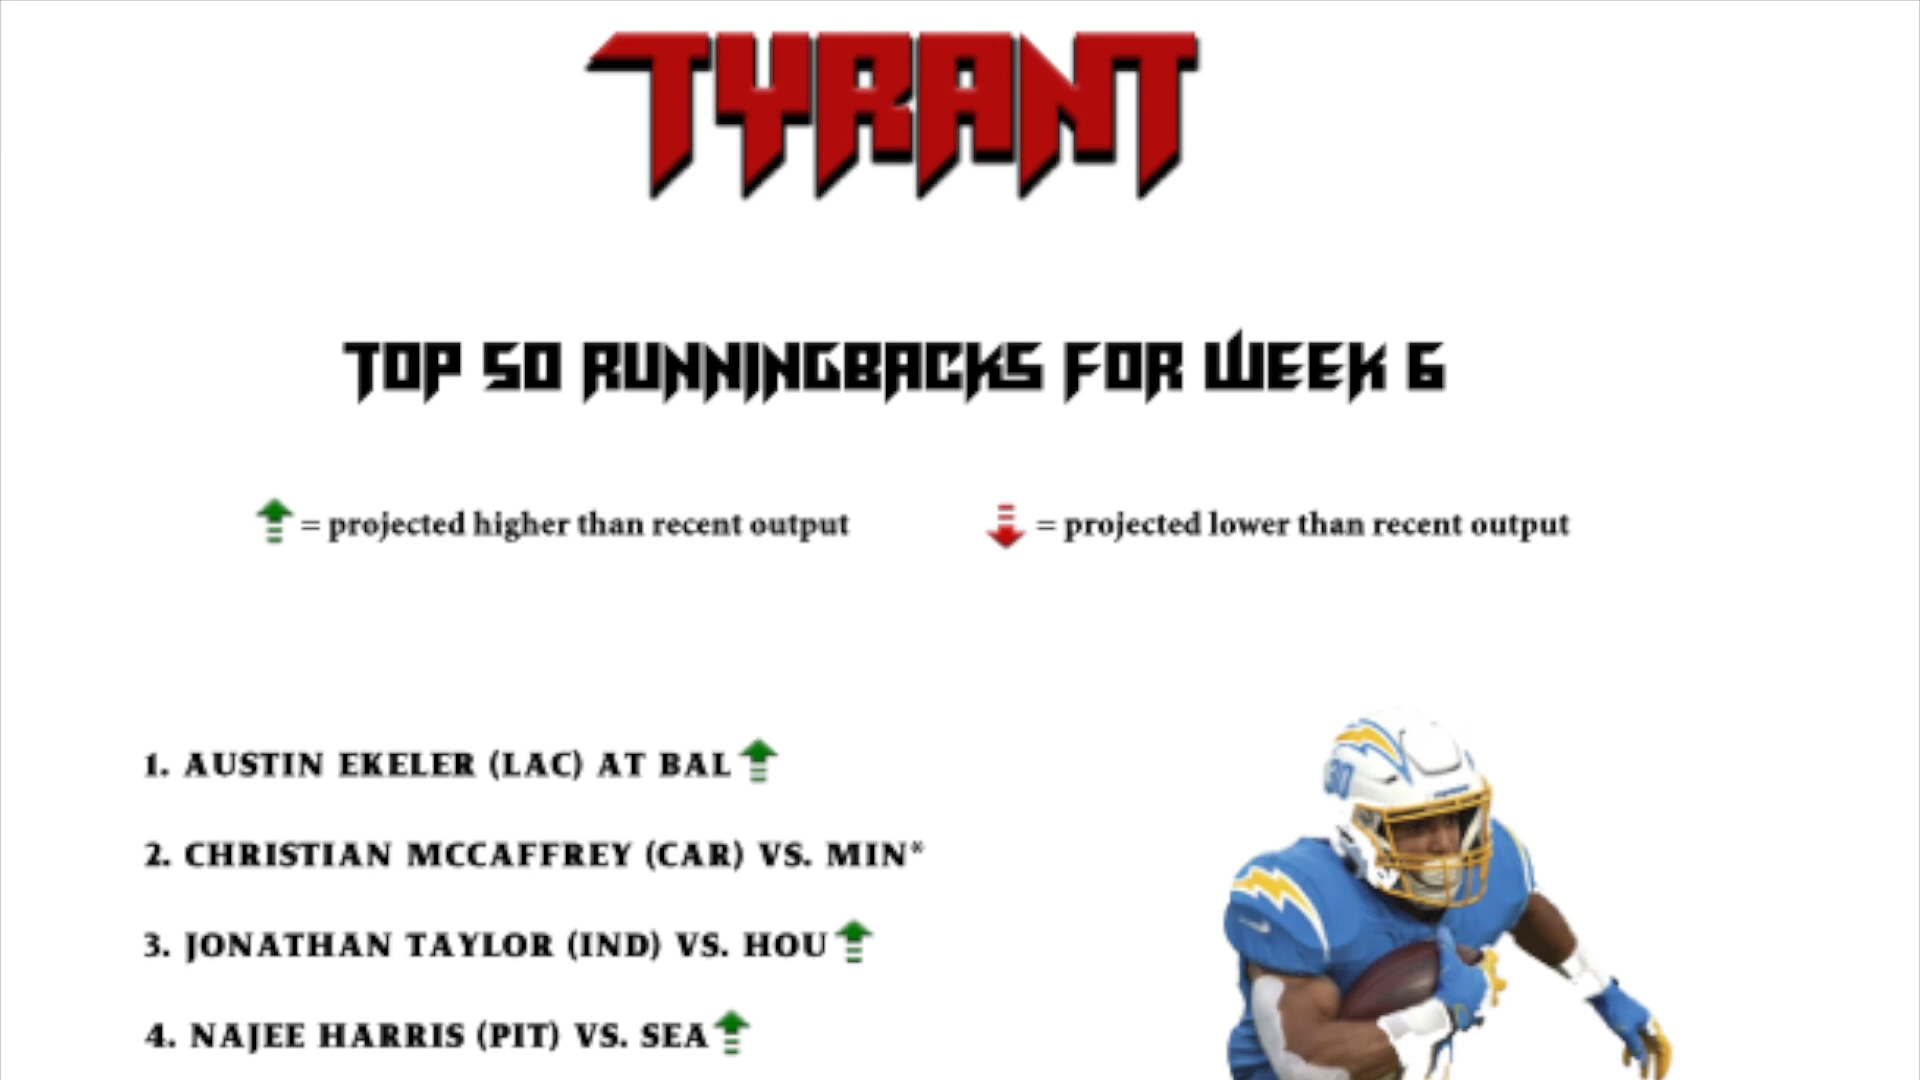 TYRANT
TOP 50 RUNNINGBACKS FOR WEEK 6
= projected higher than recent output
= projected lower than recent output
1. AUSTIN EKELER (LAC) AT BAL
2. CHRISTIAN MCCAFFREY (CAR) VS. MIN*
3. JONATHAN TAYLOR (IND) VS. HOU
4. NAJEE HARRIS (PIT) VS. SEA
30